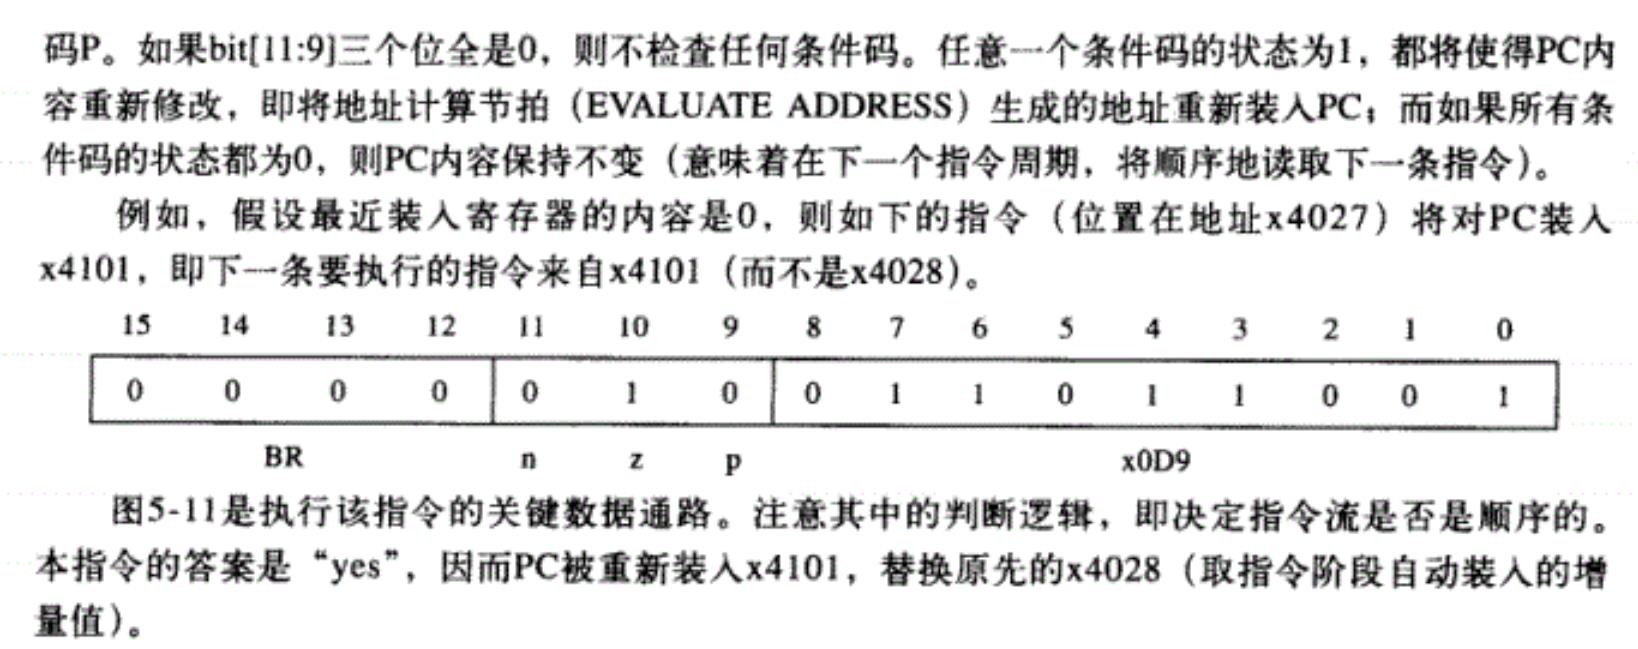 码P。如果bit[11:9]三个位全是0，则不检查任何条件码。任意一个条件码的状态为1，都将使得PC内
容重新修改，即将地址计算节拍（EVALUATE ADDRESS）生成的地址重新装入PC；而如果所有条
件码的状态都为0，则PC内容保持不变（意味着在下一个指令周期，将顺序地读取下一条指令）。
例如，假设最近装入寄存器的内容是0，则如下的指令（位置在地址x4027）将对PC装入
x4101，即下一条要执行的指令来自x4101（而不是x4028）。
15 14 13 12 11 10 9 8 7 6 5 4 3 2 1 0
0 0 0 0 0 1 0 0 1 1 0 1 1 0 0 1
BR n z p x0D9
图5-11是执行该指令的关键数据通路。注意其中的判断逻辑，即决定指令流是否是顺序的。
本指令的答案是“yes”，因而PC被重新装入x4101，替换原先的x4028（取指令阶段自动装入的增
量值）。